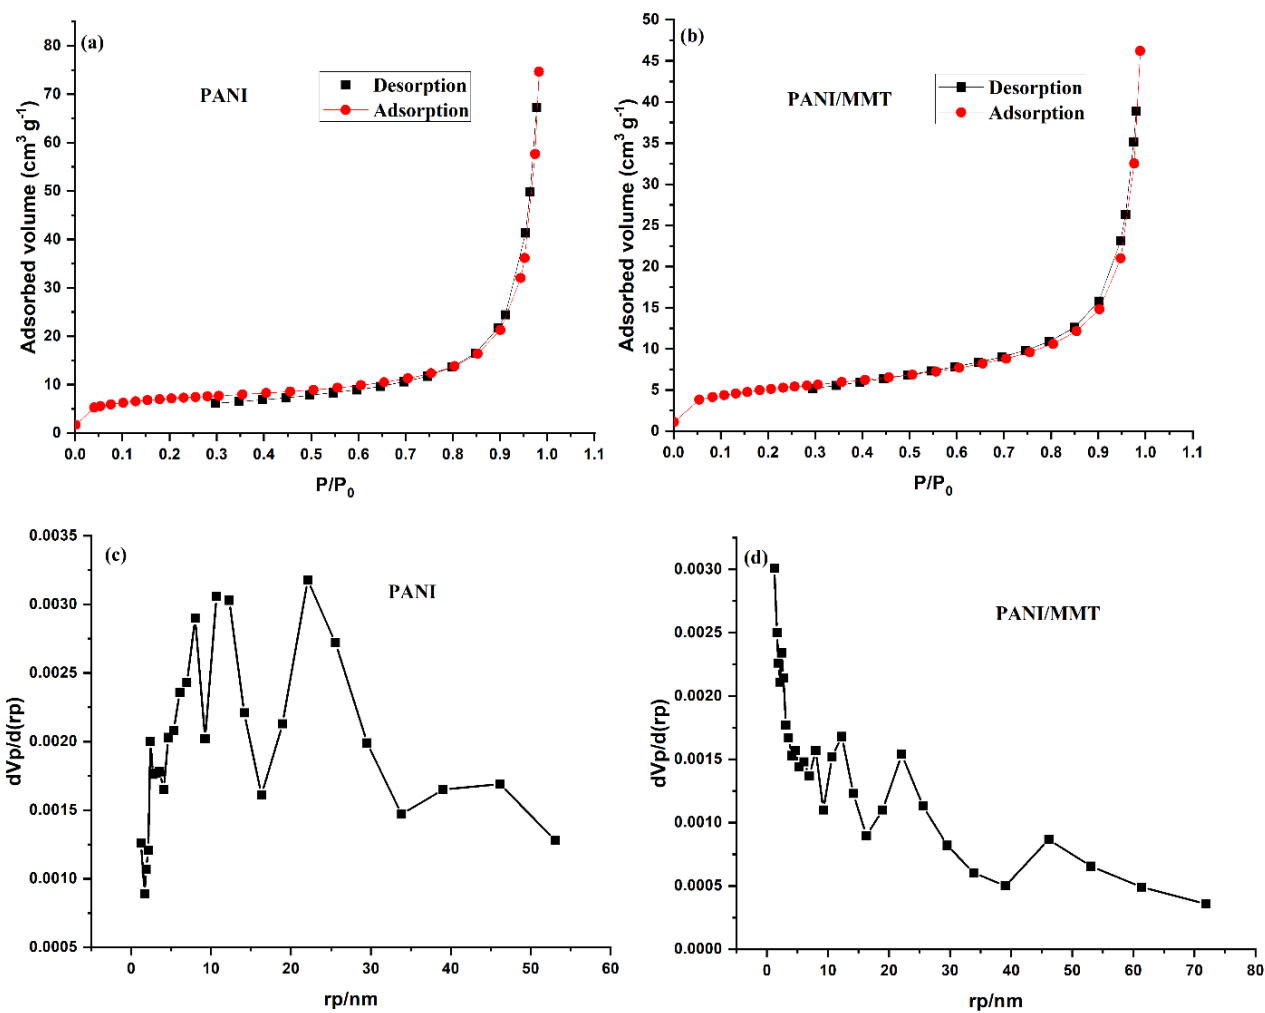 (a)
PANI
Desorption
Adsorption
Adsorbed volume (cm³ g⁻¹)
80
70
60
50
40
30
20
10
0
0.0 0.1 0.2 0.3 0.4 0.5 0.6 0.7 0.8 0.9 1.0 1.1
P/P₀
(b)
PANI/MMT
Desorption
Adsorption
Adsorbed volume (cm³ g⁻¹)
50
45
40
35
30
25
20
15
10
5
0
0.0 0.1 0.2 0.3 0.4 0.5 0.6 0.7 0.8 0.9 1.0 1.1
P/P₀
(c)
PANI
dVp/d(rp)
0.0035
0.0030
0.0025
0.0020
0.0015
0.0010
0.0005
0 10 20 30 40 50 60
rp/nm
(d)
PANI/MMT
dVp/d(rp)
0.0030
0.0025
0.0020
0.0015
0.0010
0.0005
0.0000
0 10 20 30 40 50 60 70 80
rp/nm